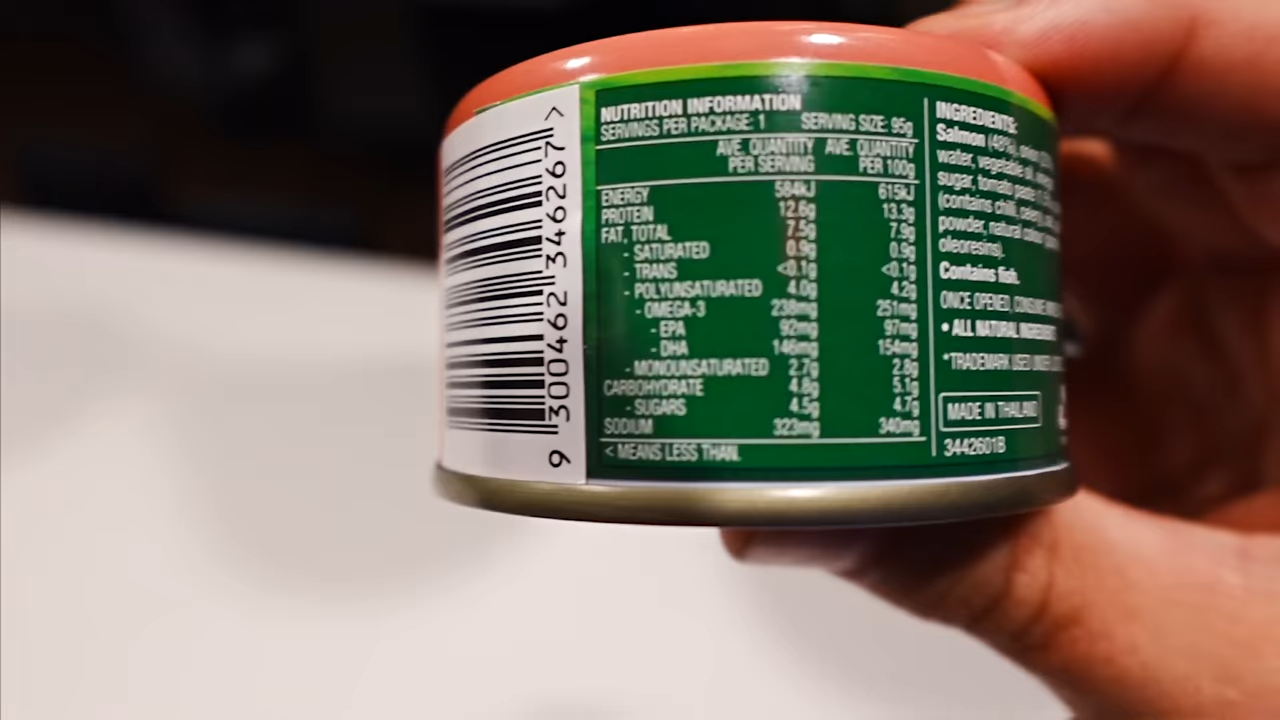 9 300462 346267 >
NUTRITION INFORMATION
SERVINGS PER PACKAGE: 1 SERVING SIZE: 95g
AVE. QUANTITY AVE. QUANTITY
PER SERVING PER 100g
ENERGY 584kJ 615kJ
PROTEIN 12.6g 13.3g
FAT, TOTAL 7.5g 7.9g
- SATURATED 0.9g 0.9g
- TRANS <0.1g <0.1g
- POLYUNSATURATED 4.0g 4.2g
- OMEGA-3 238mg 251mg
- EPA 92mg 97mg
- DHA 146mg 154mg
- MONOUNSATURATED 2.7g 2.8g
CARBOHYDRATE 4.8g 5.1g
- SUGARS 4.5g 4.7g
SODIUM 323mg 340mg
< MEANS LESS THAN.
INGREDIENTS:
Salmon (48%),
water, vegetable oil,
sugar, tomato paste
(contains chilli, celery,
powder, natural
oleoresins).
Contains fish.
ONCE OPENED,
• ALL NATURAL
*TRADEMARK USED
MADE IN THAILAND
3442601B